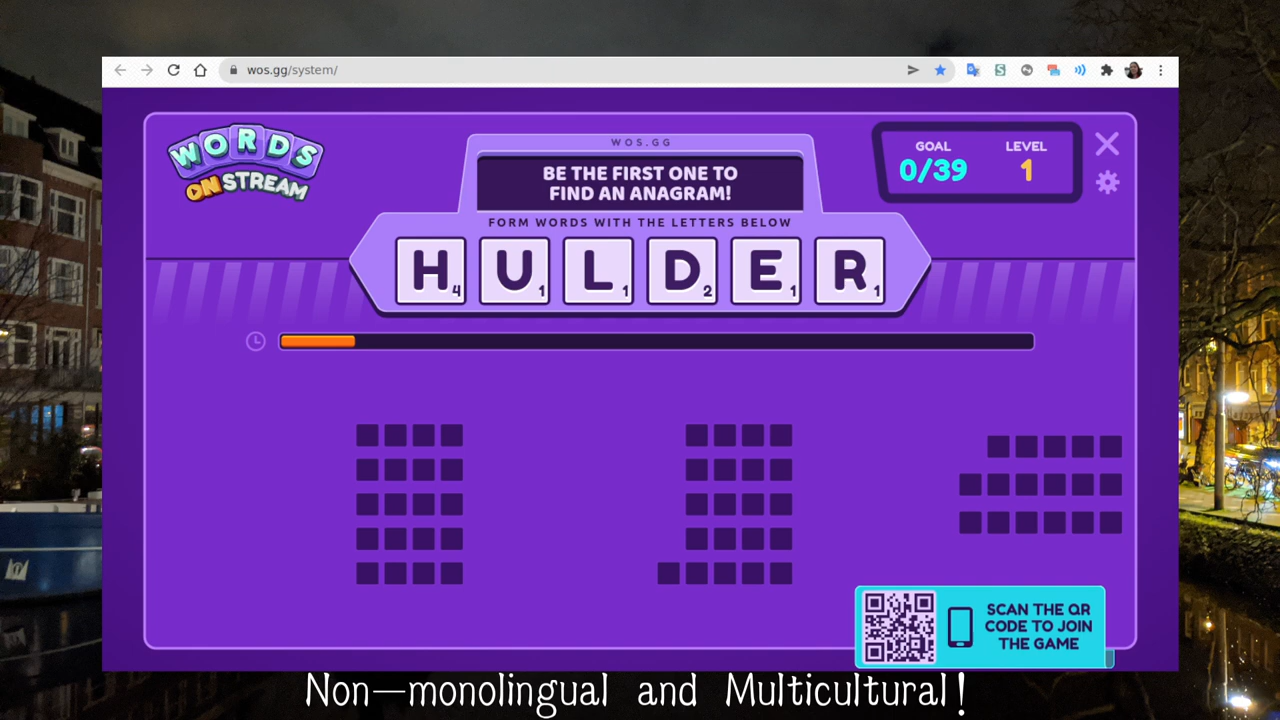 wos.gg/system/
WORDS
ON STREAM
WOS.GG
BE THE FIRST ONE TO
FIND AN ANAGRAM!
GOAL
0/39
LEVEL
1
FORM WORDS WITH THE LETTERS BELOW
H4 U1 L1 D2 E1 R1
SCAN THE QR
CODE TO JOIN
THE GAME
Non-monolingual and Multicultural!